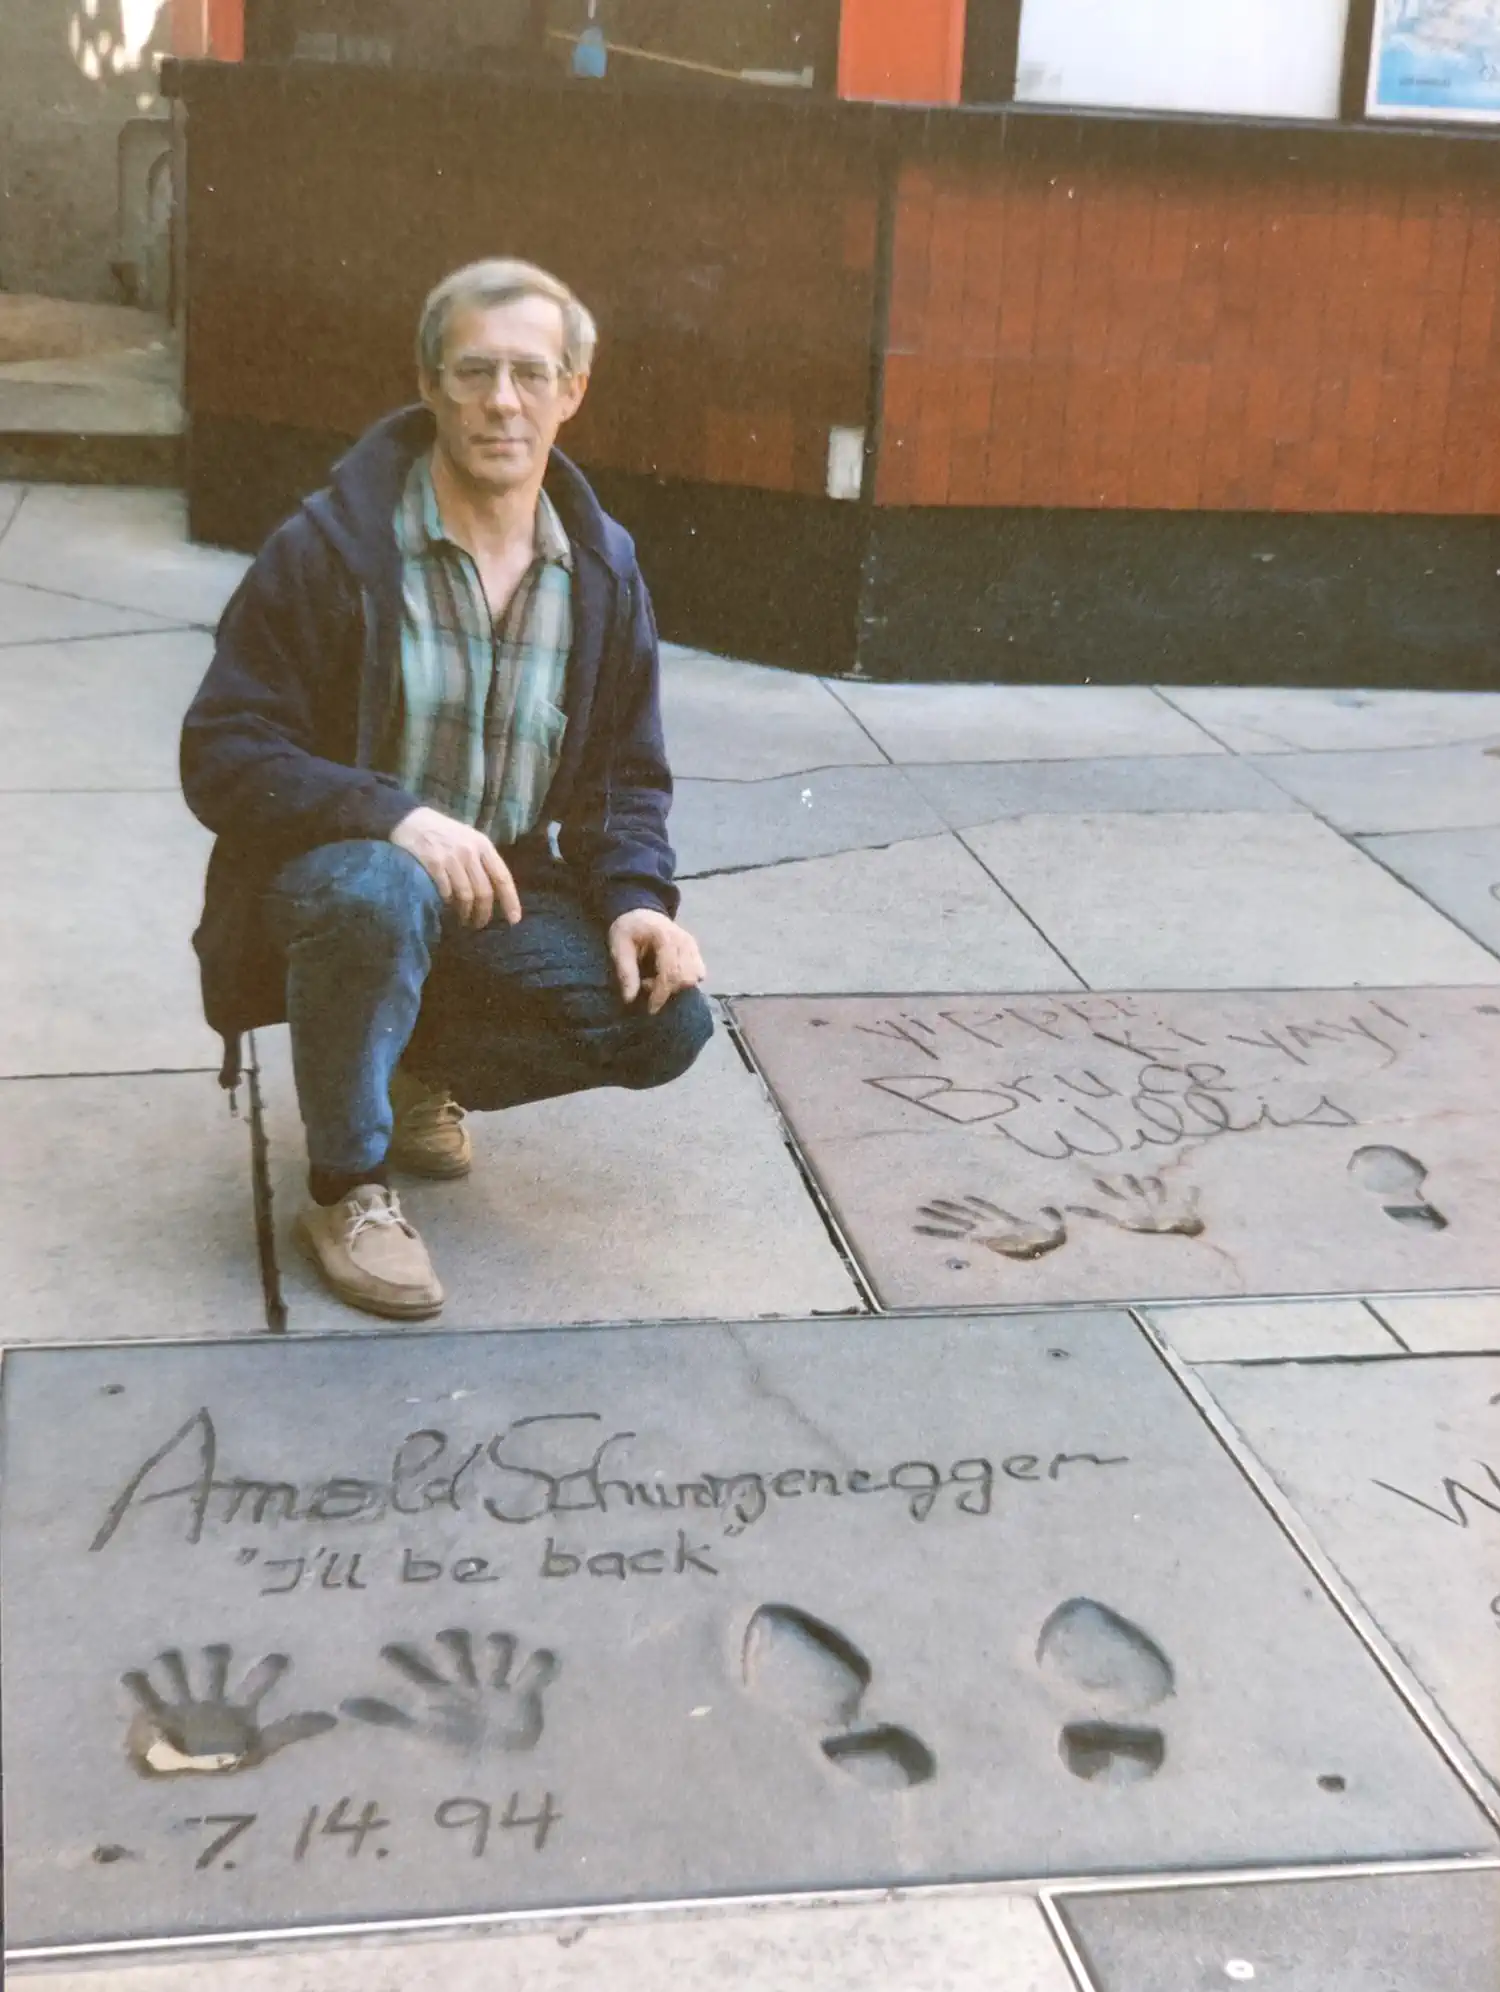 Yippee
Ki Yay!
Bruce
Willis
Arnold Schwarzenegger
"I'll be back"
7. 14. 94